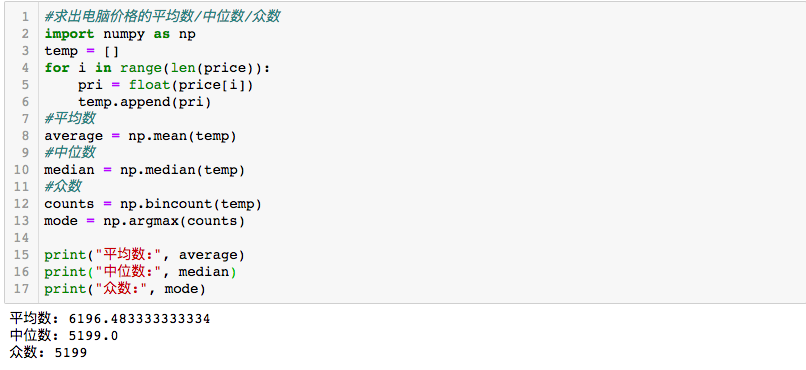 1 #求出电脑价格的平均数/中位数/众数
2 import numpy as np
3 temp = []
4 for i in range(len(price)):
5     pri = float(price[i])
6     temp.append(pri)
7 #平均数
8 average = np.mean(temp)
9 #中位数
10 median = np.median(temp)
11 #众数
12 counts = np.bincount(temp)
13 mode = np.argmax(counts)
14
15 print("平均数:", average)
16 print("中位数:", median)
17 print("众数:", mode)
平均数: 6196.483333333334
中位数: 5199.0
众数: 5199